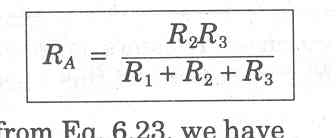 R_A = R_2R_3 / R_1 + R_2 + R_3
from Eq. 6.23, we have